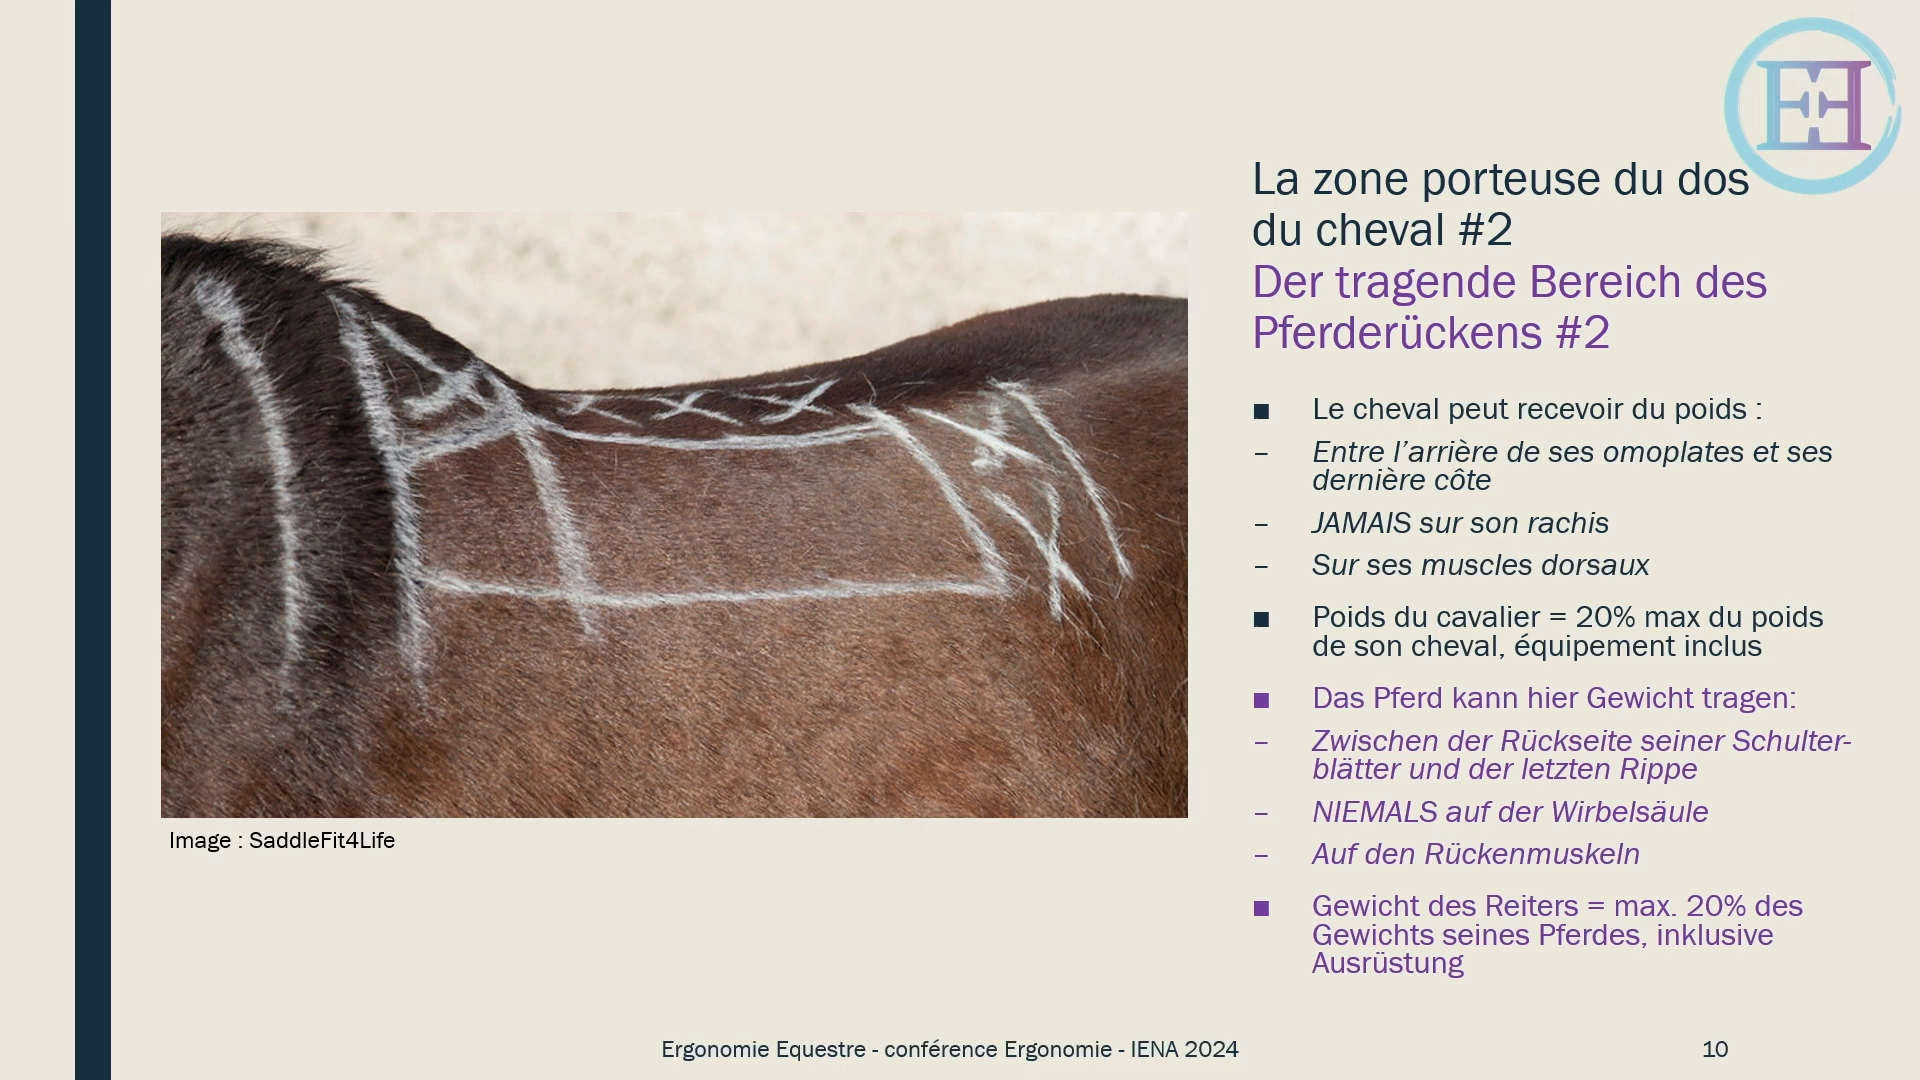 La zone porteuse du dos
du cheval #2
Der tragende Bereich des
Pferderückens #2
■ Le cheval peut recevoir du poids :
– Entre l’arrière de ses omoplates et ses
dernière côte
– JAMAIS sur son rachis
– Sur ses muscles dorsaux
■ Poids du cavalier = 20% max du poids
de son cheval, équipement inclus
■ Das Pferd kann hier Gewicht tragen:
– Zwischen der Rückseite seiner Schulter-
blätter und der letzten Rippe
– NIEMALS auf der Wirbelsäule
– Auf den Rückenmuskeln
■ Gewicht des Reiters = max. 20% des
Gewichts seines Pferdes, inklusive
Ausrüstung
Image : SaddleFit4Life
Ergonomie Equestre - conférence Ergonomie - IENA 2024
10